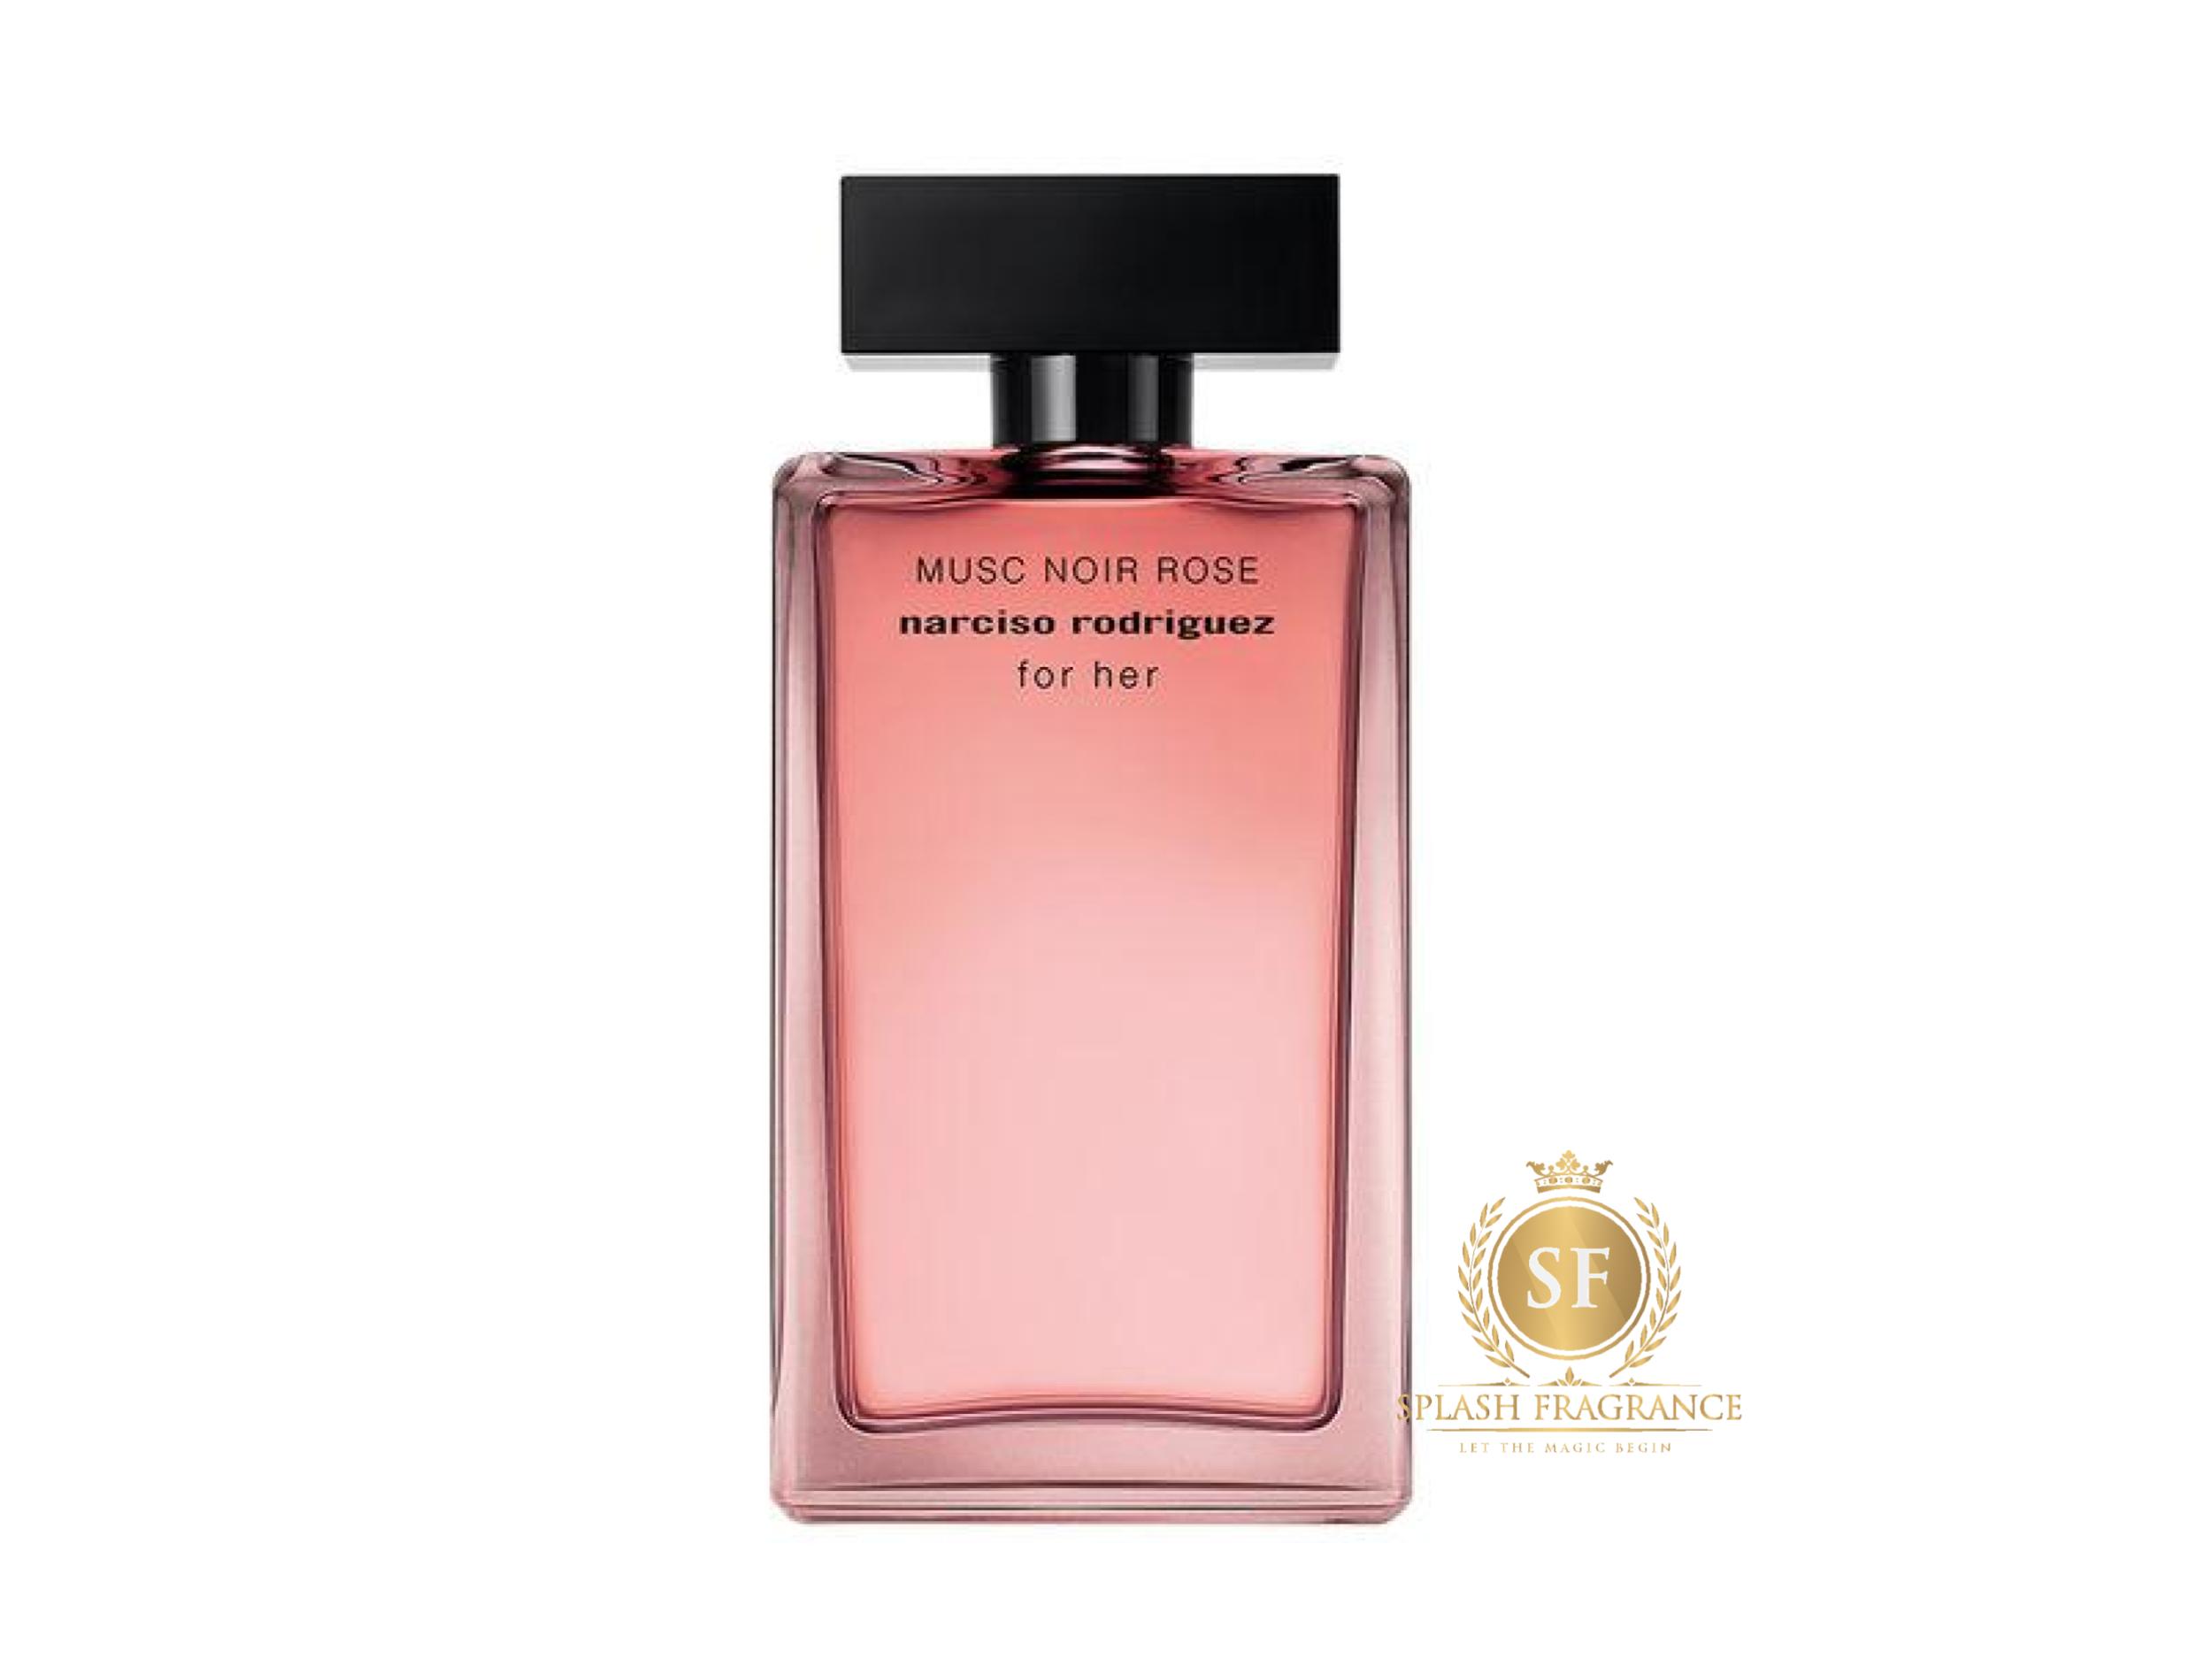 MUSC NOIR ROSE
narciso rodriguez
for her
SF
SPLASH FRAGRANCE
LET THE MAGIC BEGIN